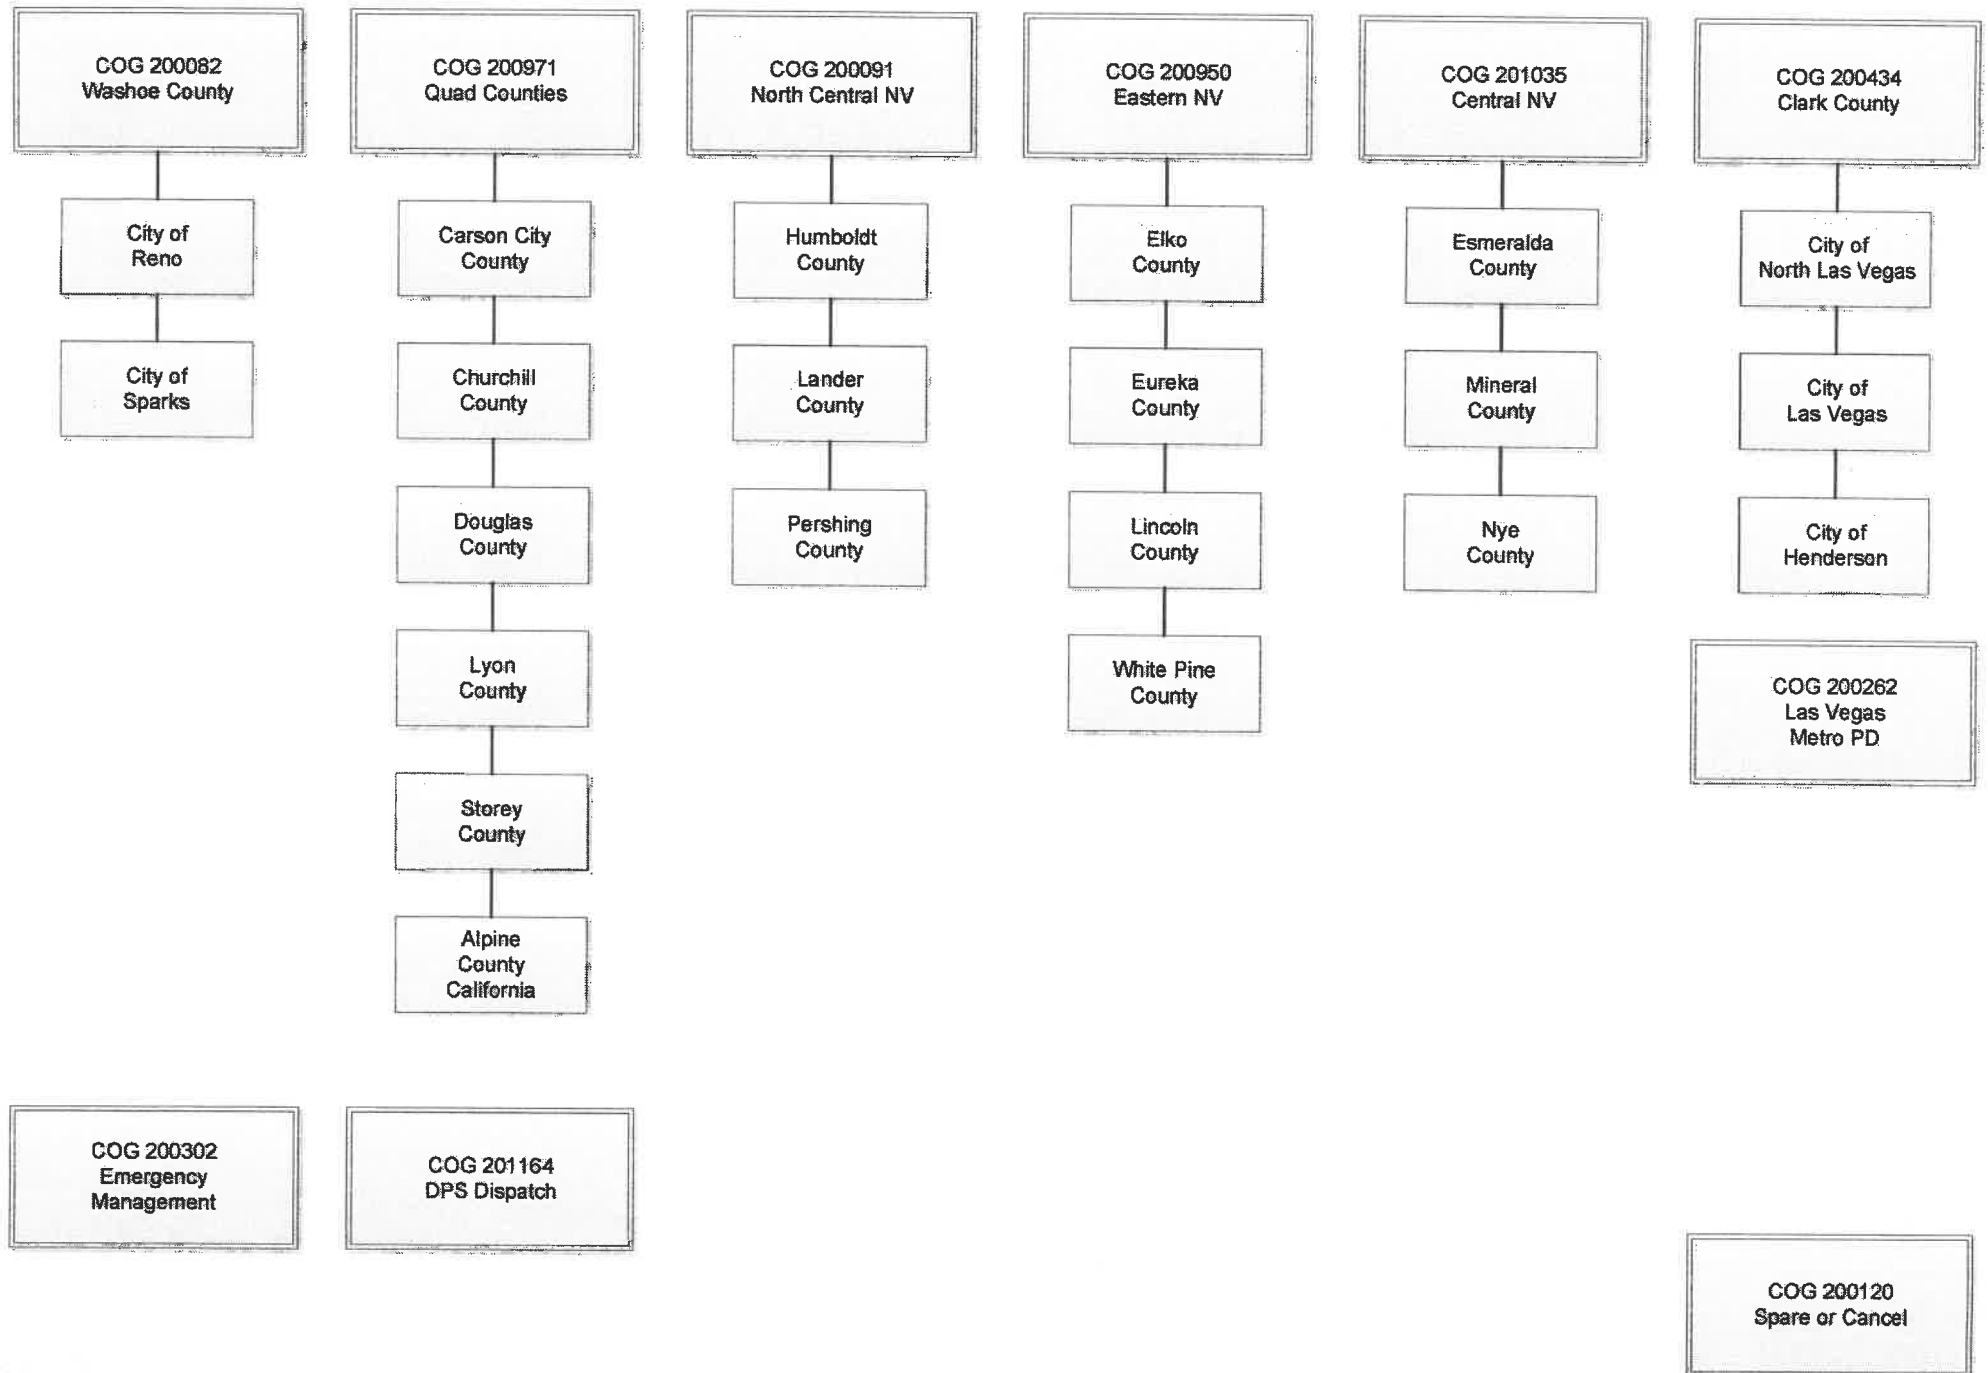 COG 200082
Washoe County
City of
Reno
City of
Sparks
COG 200971
Quad Counties
Carson City
County
Churchill
County
Douglas
County
Lyon
County
Storey
County
Alpine
County
California
COG 200091
North Central NV
Humboldt
County
Lander
County
Pershing
County
COG 200950
Eastern NV
Elko
County
Eureka
County
Lincoln
County
White Pine
County
COG 201035
Central NV
Esmeralda
County
Mineral
County
Nye
County
COG 200434
Clark County
City of
North Las Vegas
City of
Las Vegas
City of
Henderson
COG 200262
Las Vegas
Metro PD
COG 200302
Emergency
Management
COG 201164
DPS Dispatch
COG 200120
Spare or Cancel